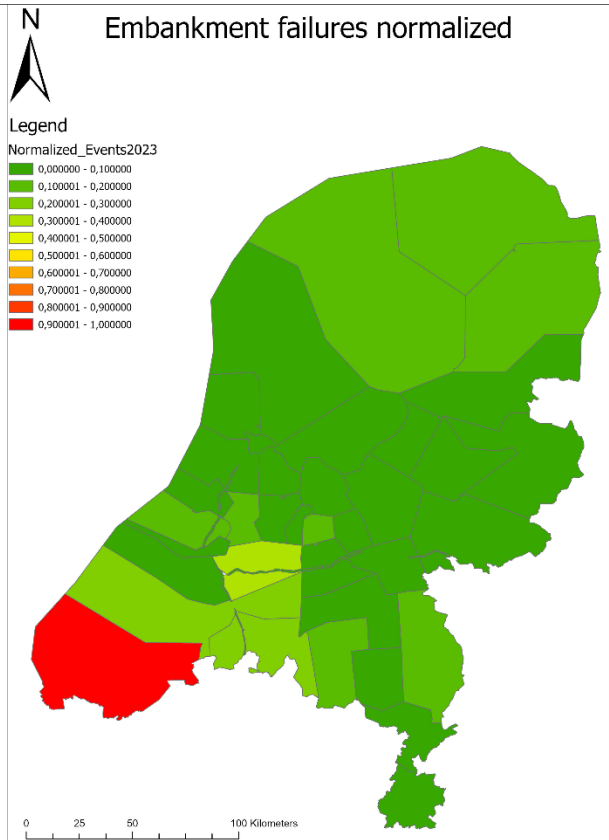 N
Embankment failures normalized
Legend
Normalized_Events2023
0,000000 - 0,100000
0,100001 - 0,200000
0,200001 - 0,300000
0,300001 - 0,400000
0,400001 - 0,500000
0,500001 - 0,600000
0,600001 - 0,700000
0,700001 - 0,800000
0,800001 - 0,900000
0,900001 - 1,000000
0 25 50 100 Kilometers